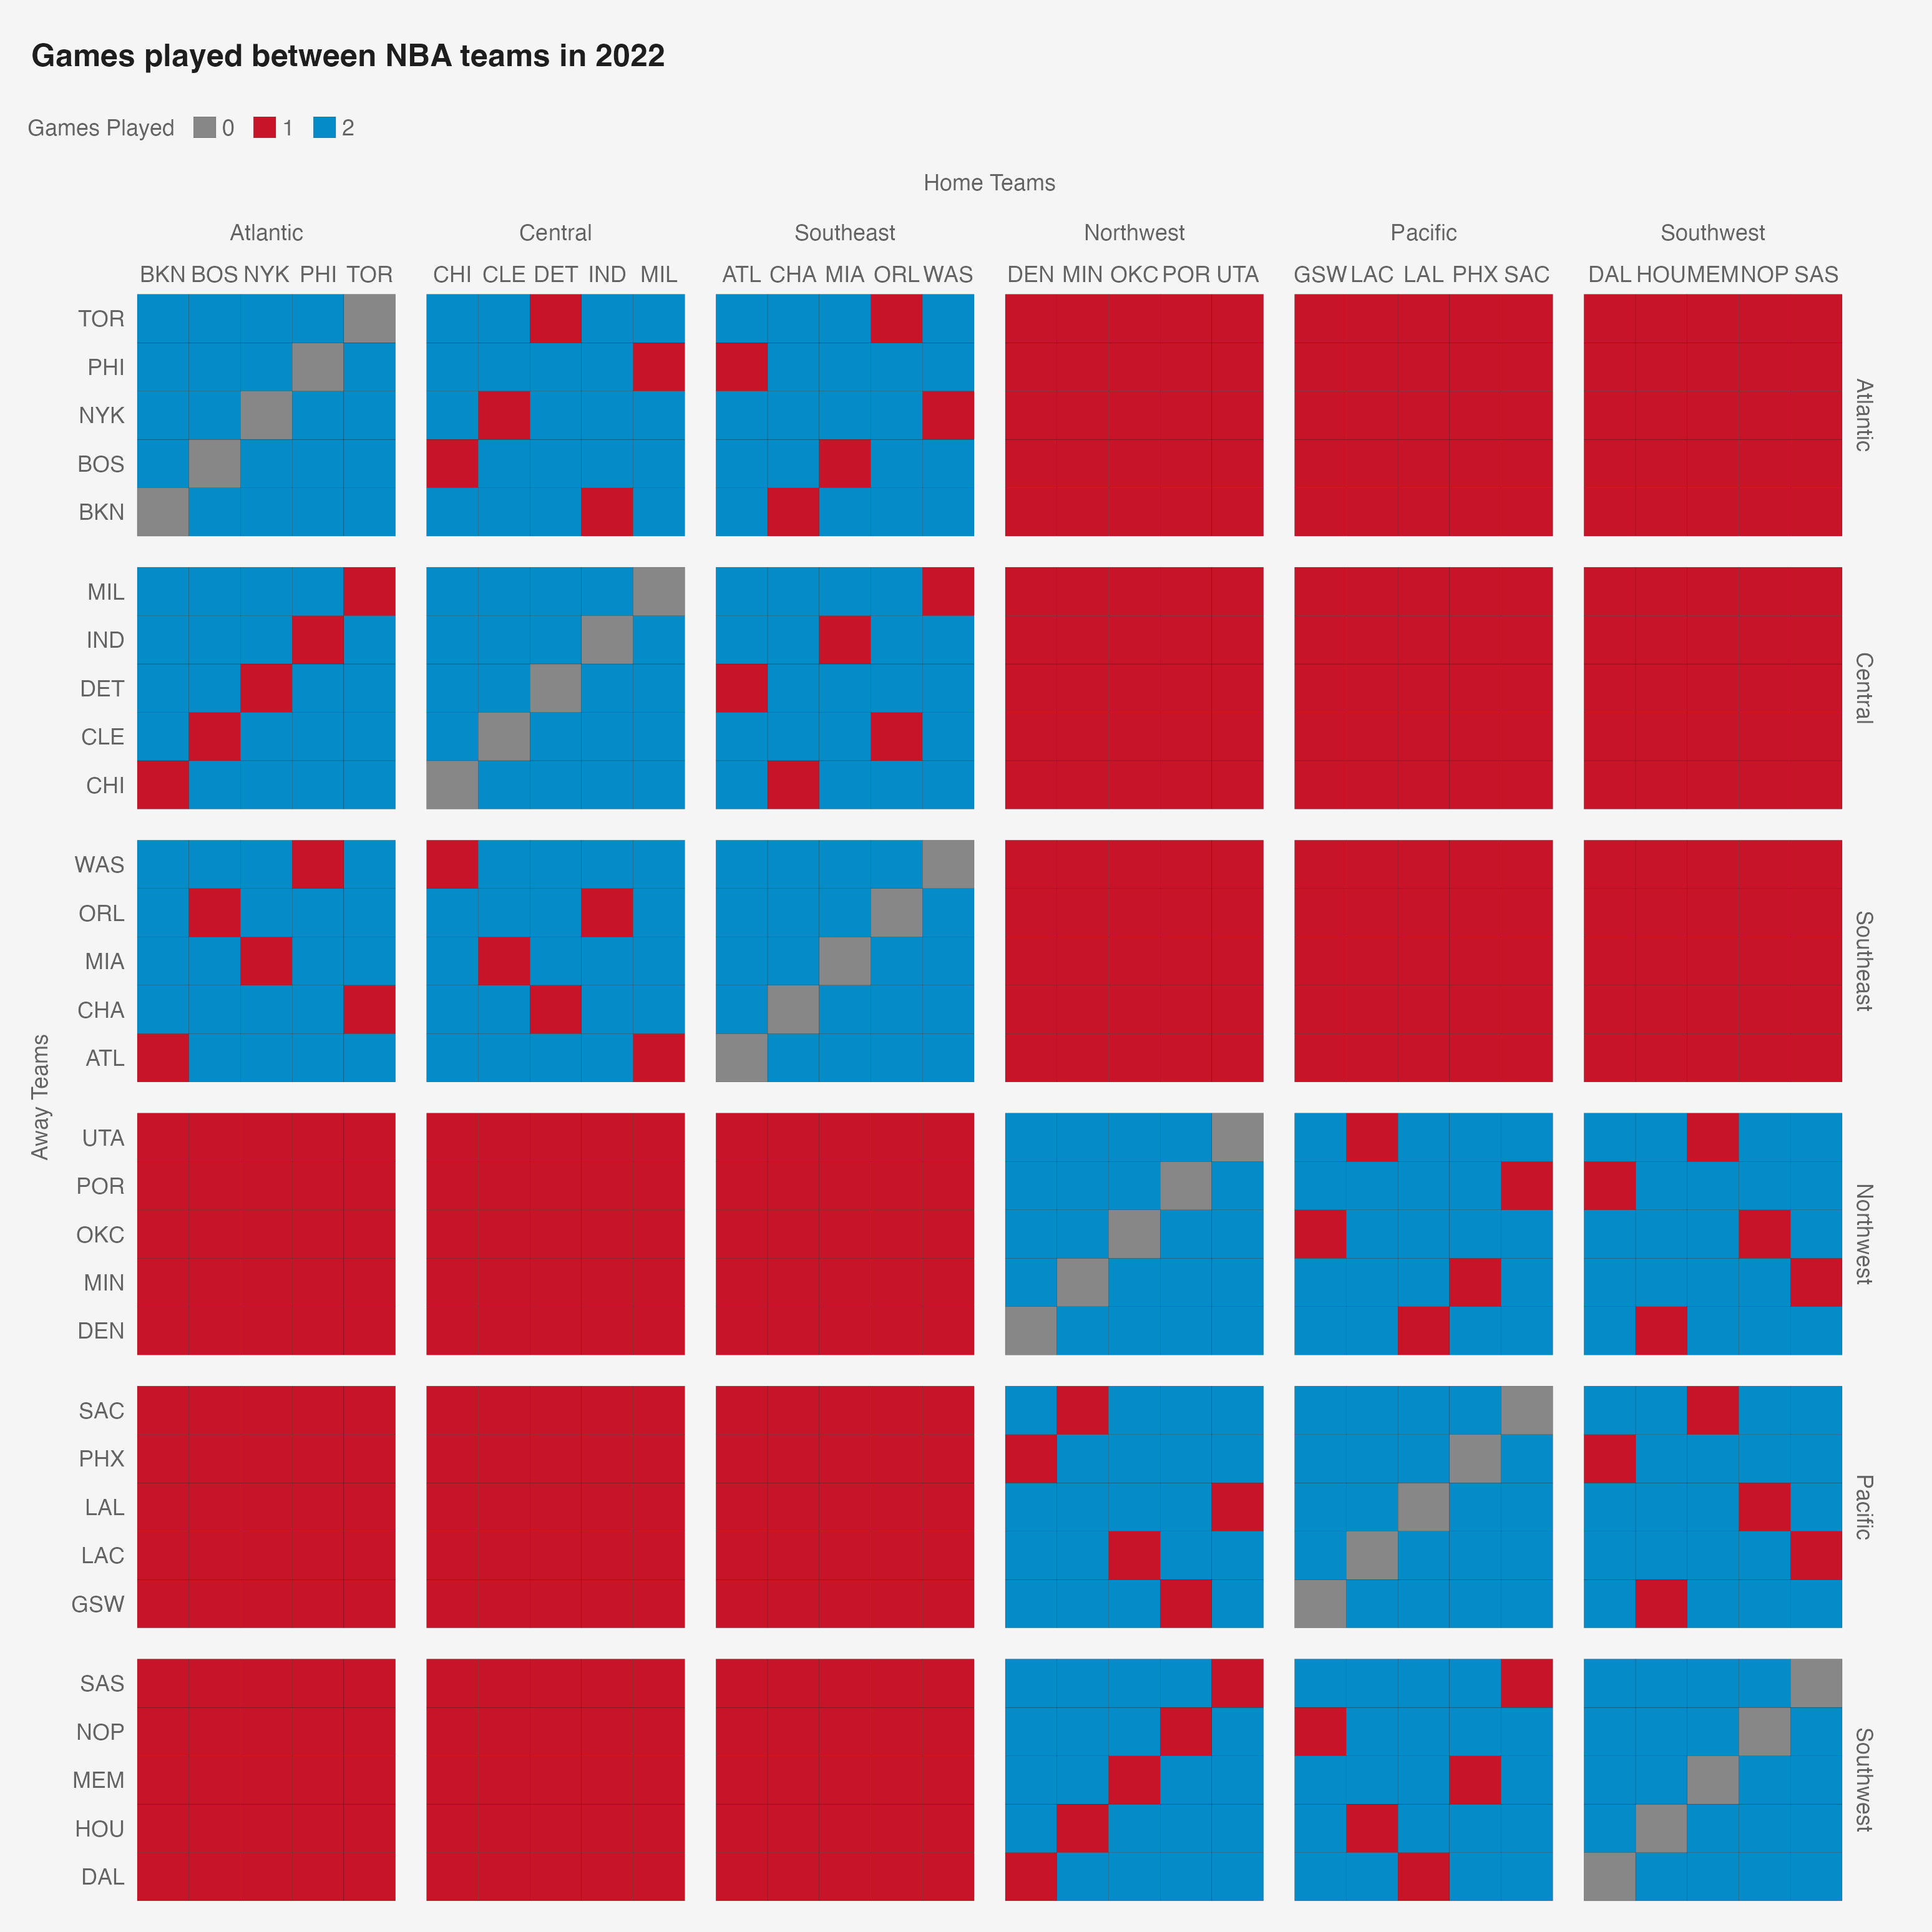 Games played between NBA teams in 2022
Games Played 0 1 2
Home Teams
Atlantic Central Southeast Northwest Pacific Southwest
BKN BOS NYK PHI TOR CHI CLE DET IND MIL ATL CHA MIA ORL WAS DEN MIN OKC POR UTA GSW LAC LAL PHX SAC DAL HOU MEM NOP SAS
TOR
PHI
NYK
BOS
BKN
Atlantic
MIL
IND
DET
CLE
CHI
Central
WAS
ORL
MIA
CHA
ATL
Southeast
Away Teams
UTA
POR
OKC
MIN
DEN
Northwest
SAC
PHX
LAL
LAC
GSW
Pacific
SAS
NOP
MEM
HOU
DAL
Southwest